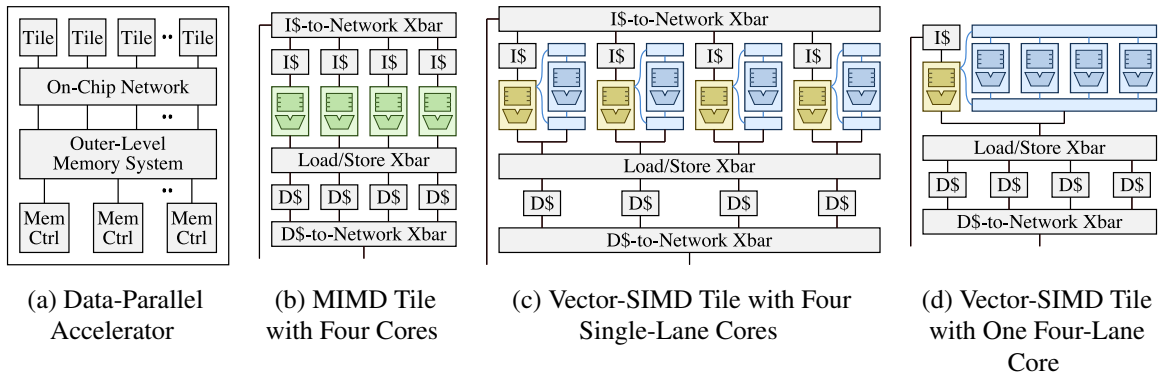 Tile Tile Tile •• Tile
On-Chip Network
••
Outer-Level
Memory System
••
Mem Ctrl Mem Ctrl Mem Ctrl
(a) Data-Parallel
Accelerator
I$-to-Network Xbar
I$ I$ I$ I$
Load/Store Xbar
D$ D$ D$ D$
D$-to-Network Xbar
(b) MIMD Tile
with Four Cores
I$-to-Network Xbar
I$ I$ I$ I$
Load/Store Xbar
D$ D$ D$ D$
D$-to-Network Xbar
(c) Vector-SIMD Tile with Four
Single-Lane Cores
I$
Load/Store Xbar
D$ D$ D$ D$
D$-to-Network Xbar
(d) Vector-SIMD Tile
with One Four-Lane
Core